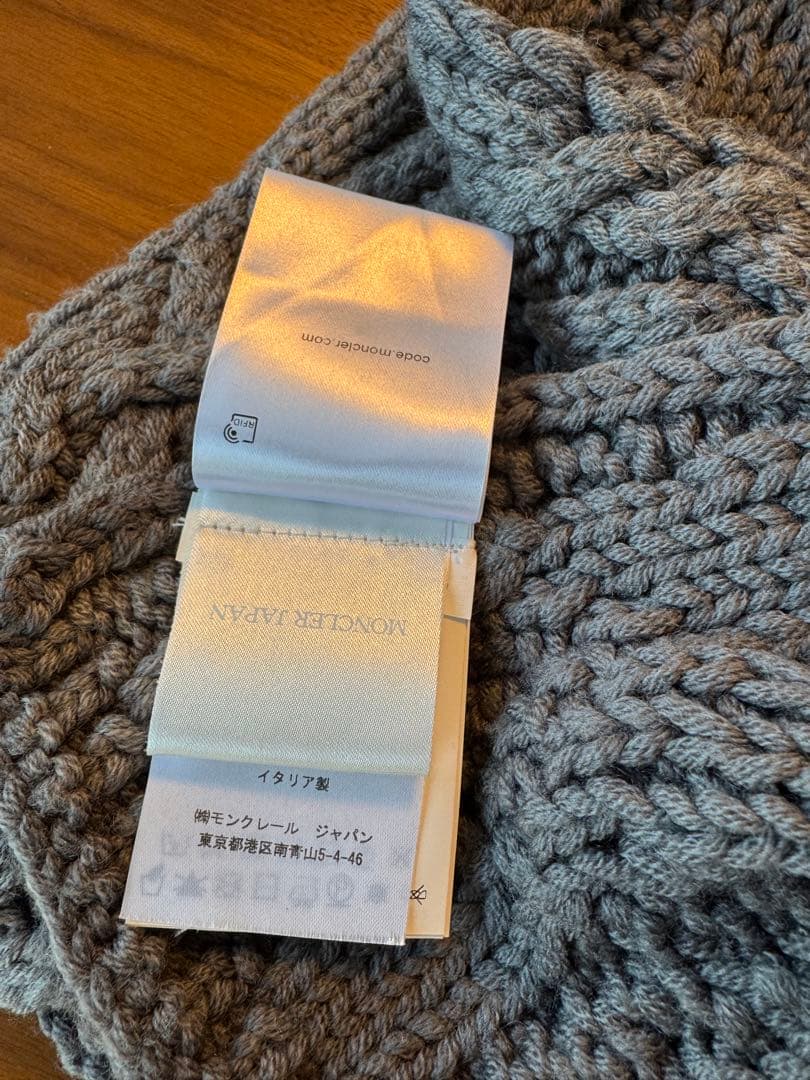 code.moncler.com
RFID
MONCLER JAPAN
イタリア製
㈱モンクレール ジャパン
東京都港区南青山5-4-46